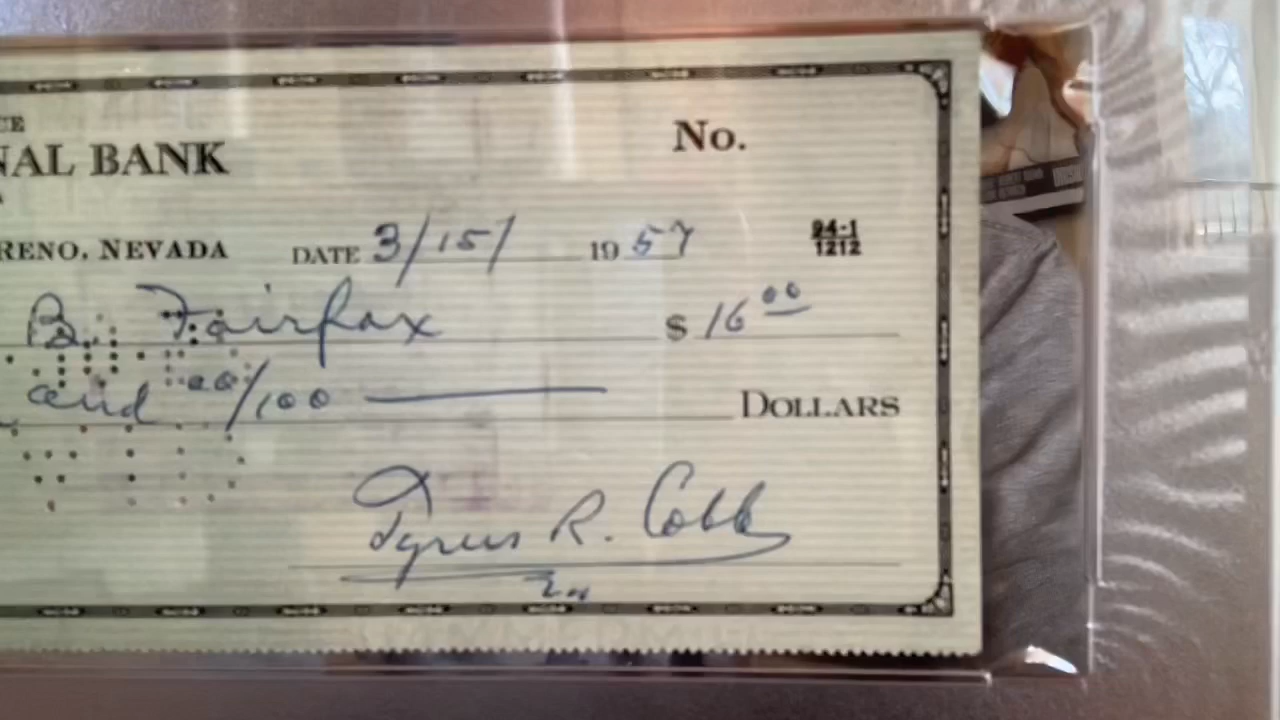 CE
NAL BANK
No.
RENO, NEVADA DATE 3/15/ 1957 94-1
1212
B. Fairfax $ 16 00
and 00/100 DOLLARS
Tyrus R. Cobb